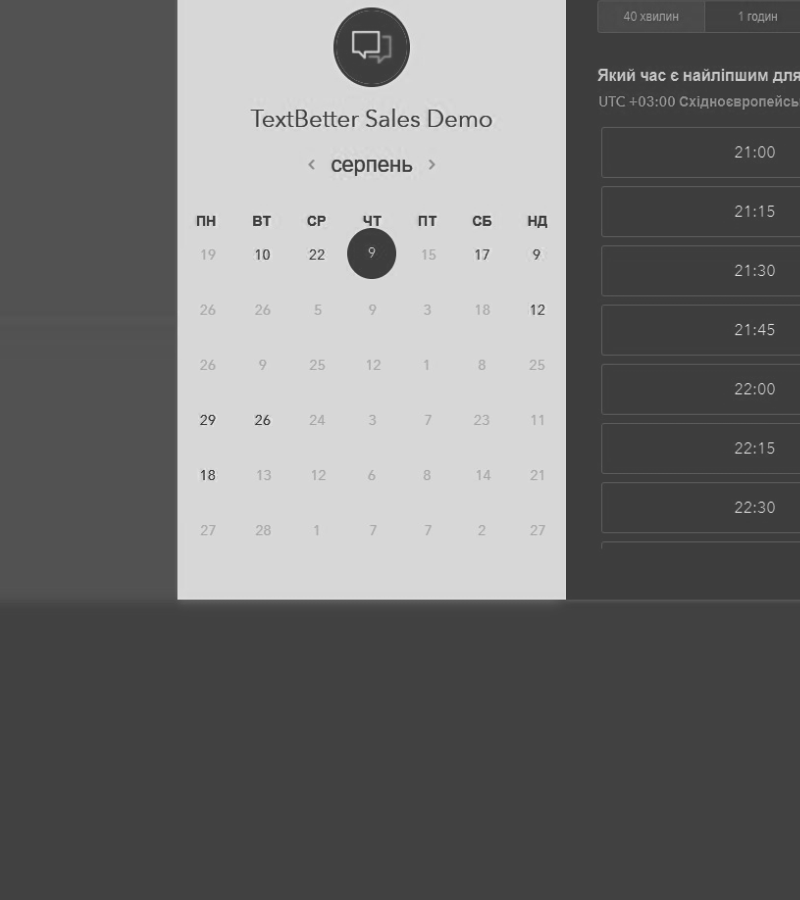 TextBetter Sales Demo
< серпень >
ПН ВТ СР ЧТ ПТ СБ НД
19 10 22 9 15 17 9
26 26 5 9 3 18 12
26 9 25 12 1 8 25
29 26 24 3 7 23 11
18 13 12 6 8 14 21
27 28 1 7 7 2 27
40 хвилин 1 годин
Який час є найліпшим для
UTC +03:00 Східноєвропейсь
21:00
21:15
21:30
21:45
22:00
22:15
22:30